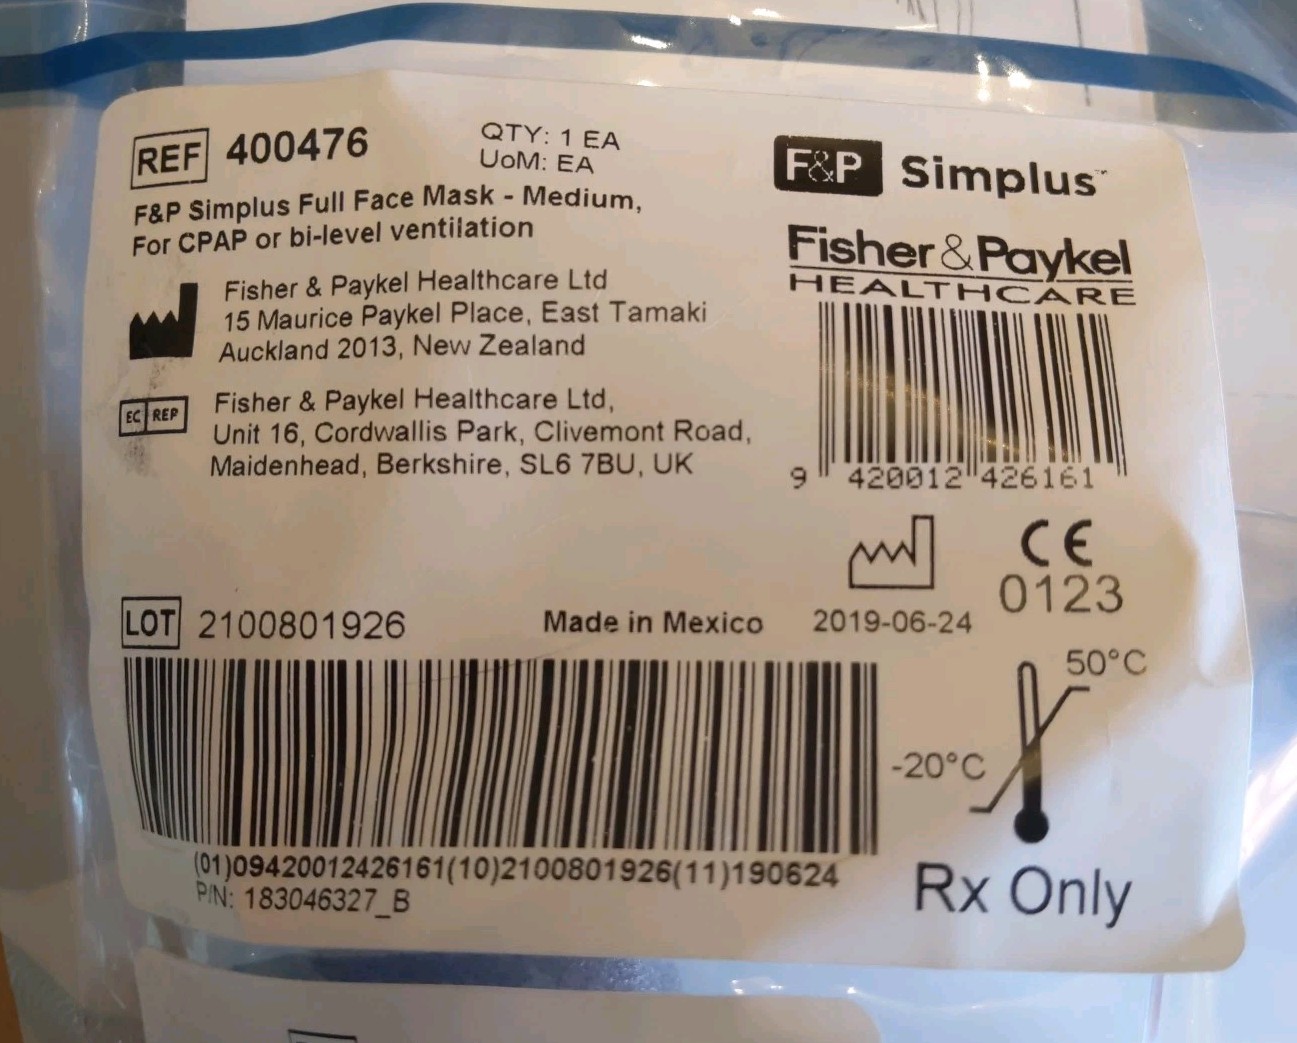 REF 400476
QTY: 1 EA
UoM: EA
F&P Simplus Full Face Mask - Medium,
For CPAP or bi-level ventilation
Fisher & Paykel Healthcare Ltd
15 Maurice Paykel Place, East Tamaki
Auckland 2013, New Zealand
EC REP
Fisher & Paykel Healthcare Ltd,
Unit 16, Cordwallis Park, Clivemont Road,
Maidenhead, Berkshire, SL6 7BU, UK
F&P Simplus™
Fisher & Paykel
HEALTHCARE
9 420012 426161
CE
0123
LOT 2100801926
Made in Mexico
2019-06-24
50°C
-20°C
(01)09420012426161(10)2100801926(11)190624
P/N: 183046327_B
Rx Only